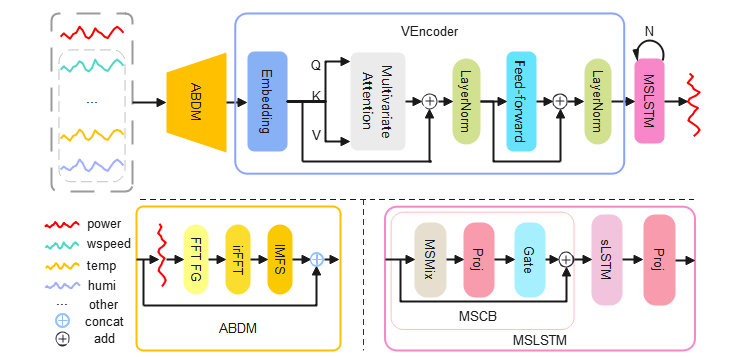 VEncoder
N
...
ABDM
Embedding
Q
K
V
Multivariate
Attention
LayerNorm
Feed-forward
LayerNorm
MSLSTM
power
wspeed
temp
humi
... other
concat
add
FFT FG
irFFT
IMFS
ABDM
MSMix
Proj
Gate
MSCB
sLSTM
Proj
MSLSTM